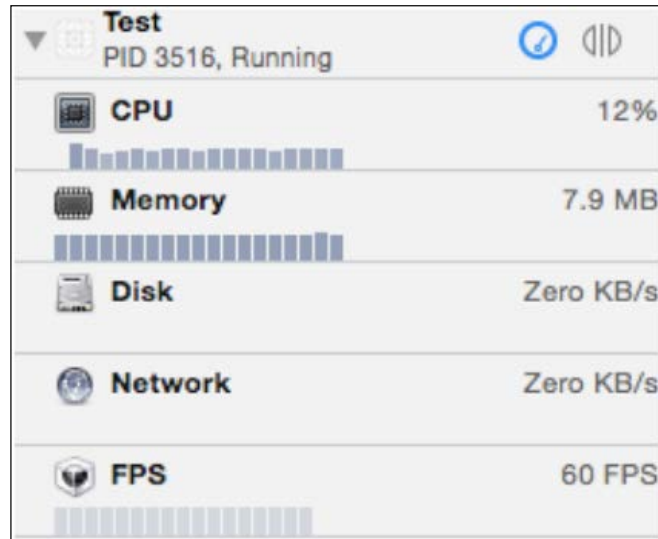 Test
PID 3516, Running
CPU 12%
Memory 7.9 MB
Disk Zero KB/s
Network Zero KB/s
FPS 60 FPS